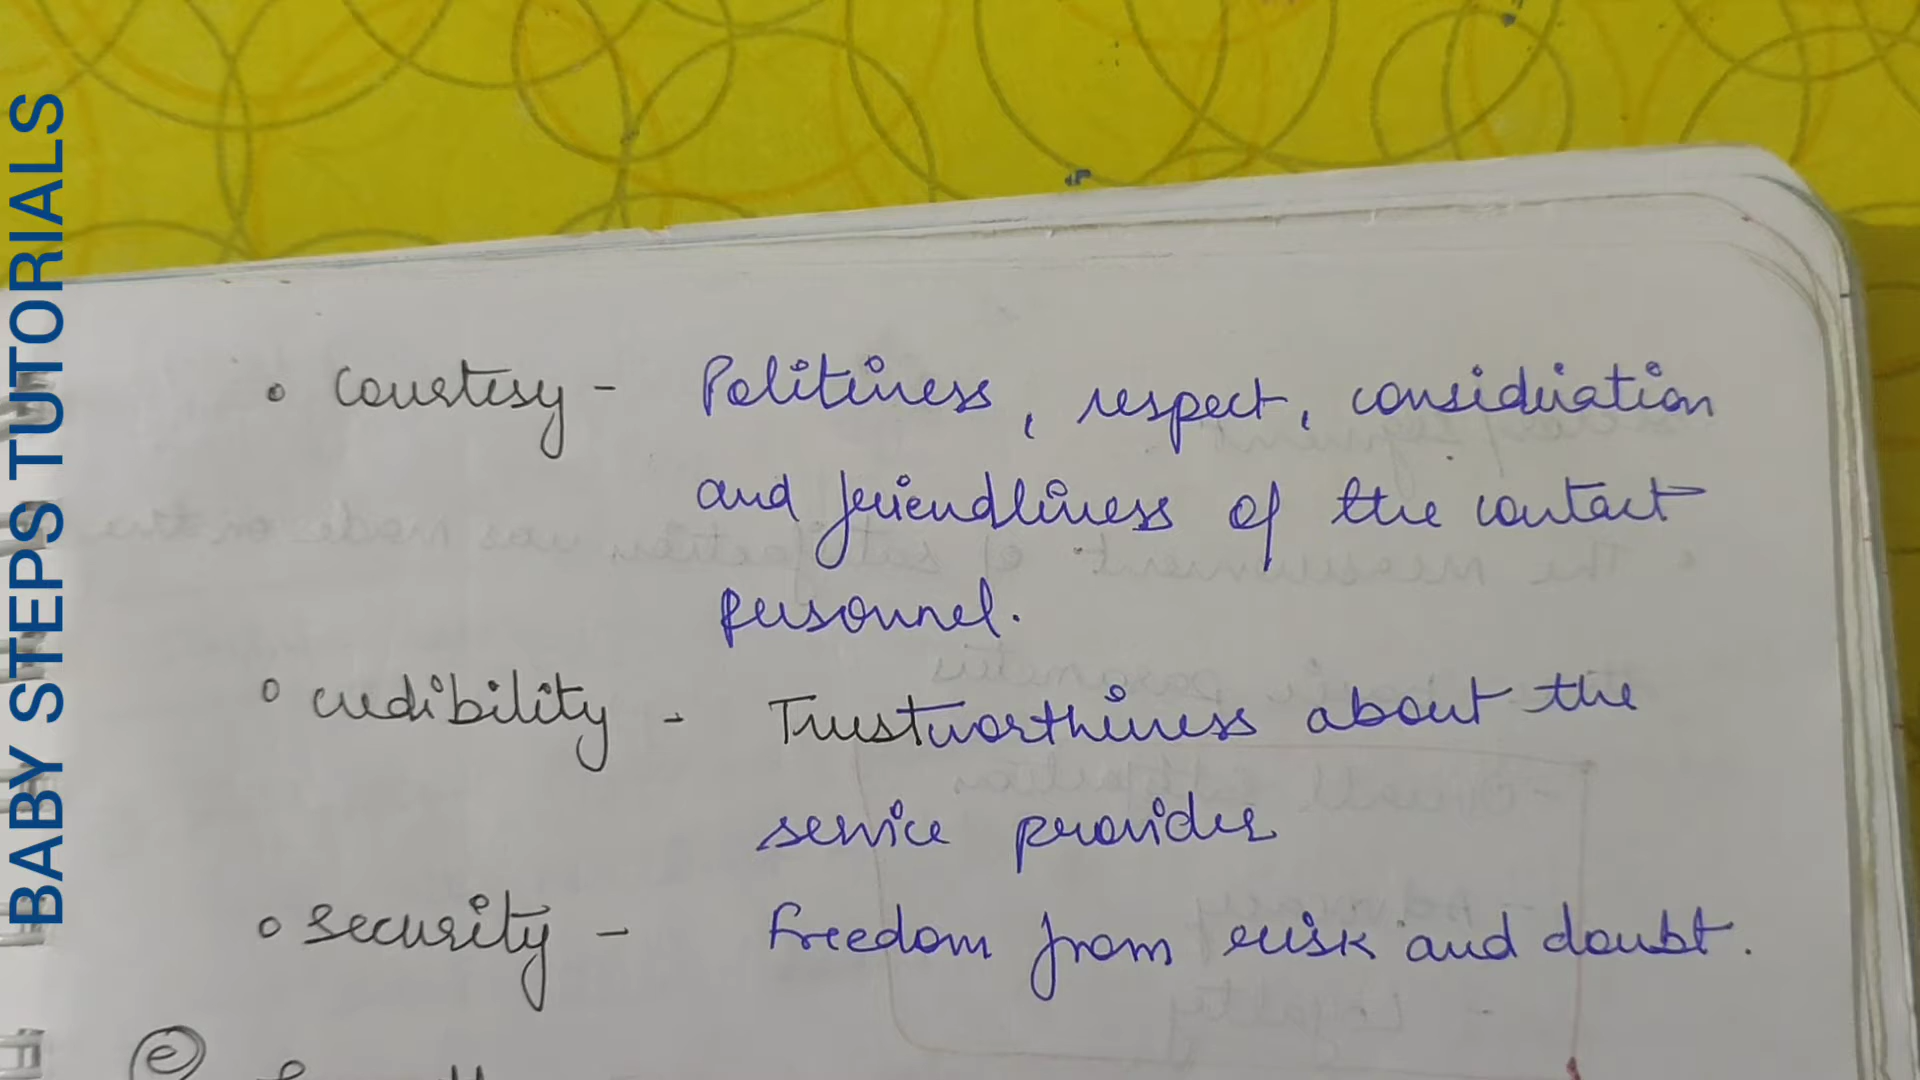 BABY STEPS TUTORIALS
• Courtesy - Politeness, respect, consideration
and friendliness of the contact
personnel.
• credibility - Trustworthiness about the
service provider
• security - Freedom from risk and doubt.
e